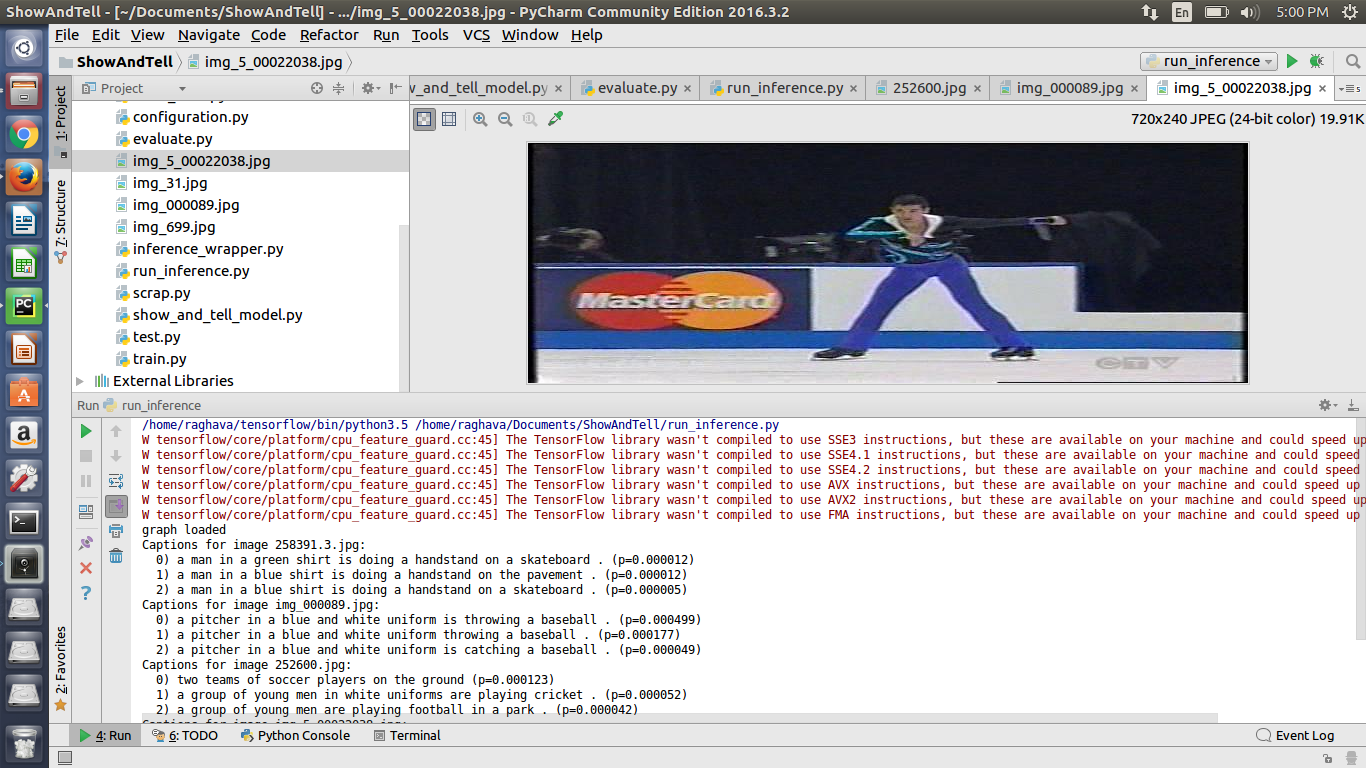 ShowAndTell - [~/Documents/ShowAndTell] - .../img_5_00022038.jpg - PyCharm Community Edition 2016.3.2
En
5:00 PM
File Edit View Navigate Code Refactor Run Tools VCS Window Help
ShowAndTell
img_5_00022038.jpg
run_inference
1: Project
7: Structure
2: Favorites
Project
w_and_tell_model.py
evaluate.py
run_inference.py
252600.jpg
img_000089.jpg
img_5_00022038.jpg
configuration.py
evaluate.py
img_5_00022038.jpg
img_31.jpg
img_000089.jpg
img_699.jpg
inference_wrapper.py
run_inference.py
scrap.py
show_and_tell_model.py
test.py
train.py
External Libraries
720x240 JPEG (24-bit color) 19.91K
MasterCard
CTV
Run run_inference
/home/raghava/tensorflow/bin/python3.5 /home/raghava/Documents/ShowAndTell/run_inference.py
W tensorflow/core/platform/cpu_feature_guard.cc:45] The TensorFlow library wasn't compiled to use SSE3 instructions, but these are available on your machine and could speed up
W tensorflow/core/platform/cpu_feature_guard.cc:45] The TensorFlow library wasn't compiled to use SSE4.1 instructions, but these are available on your machine and could speed
W tensorflow/core/platform/cpu_feature_guard.cc:45] The TensorFlow library wasn't compiled to use SSE4.2 instructions, but these are available on your machine and could speed
W tensorflow/core/platform/cpu_feature_guard.cc:45] The TensorFlow library wasn't compiled to use AVX instructions, but these are available on your machine and could speed up
W tensorflow/core/platform/cpu_feature_guard.cc:45] The TensorFlow library wasn't compiled to use AVX2 instructions, but these are available on your machine and could speed up
W tensorflow/core/platform/cpu_feature_guard.cc:45] The TensorFlow library wasn't compiled to use FMA instructions, but these are available on your machine and could speed up
graph loaded
Captions for image 258391.3.jpg:
0) a man in a green shirt is doing a handstand on a skateboard . (p=0.000012)
1) a man in a blue shirt is doing a handstand on the pavement . (p=0.000012)
2) a man in a blue shirt is doing a handstand on a skateboard . (p=0.000005)
Captions for image img_000089.jpg:
0) a pitcher in a blue and white uniform is throwing a baseball . (p=0.000499)
1) a pitcher in a blue and white uniform throwing a baseball . (p=0.000177)
2) a pitcher in a blue and white uniform is catching a baseball . (p=0.000049)
Captions for image 252600.jpg:
0) two teams of soccer players on the ground (p=0.000123)
1) a group of young men in white uniforms are playing cricket . (p=0.000052)
2) a group of young men are playing football in a park . (p=0.000042)
4: Run
6: TODO
Python Console
Terminal
Event Log